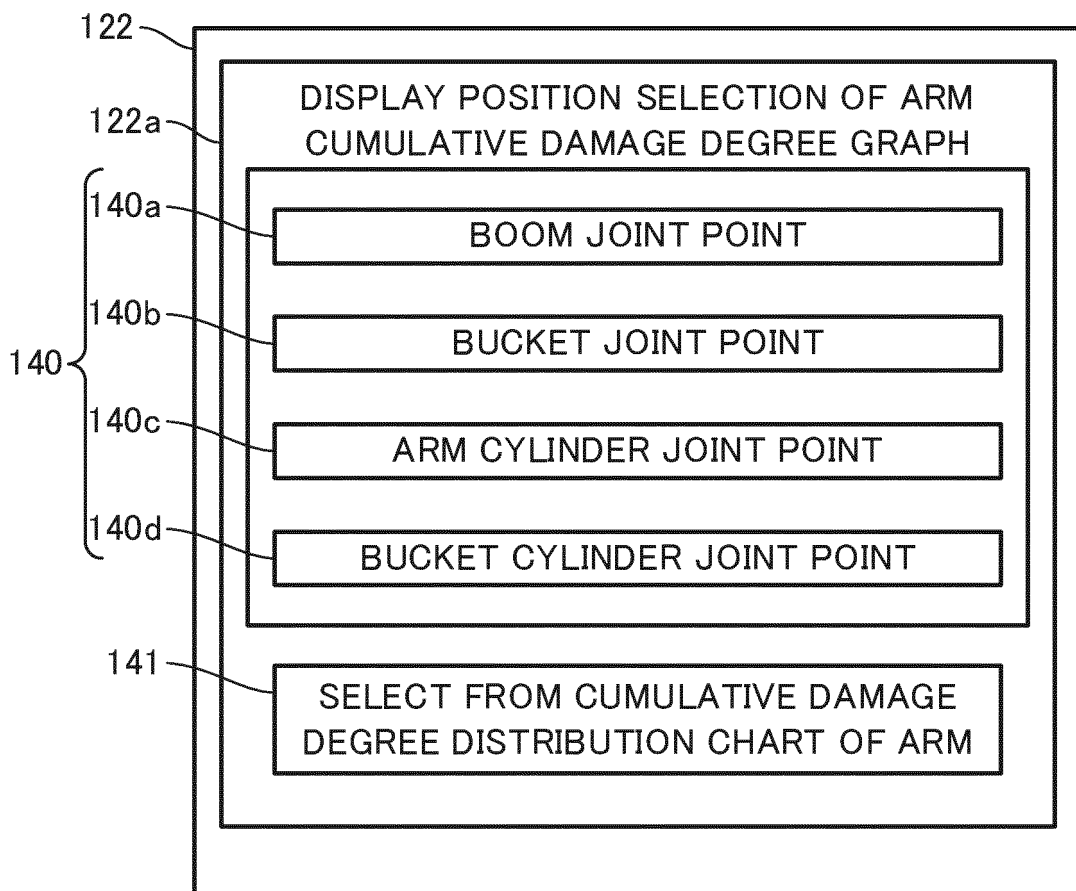 122
122a
DISPLAY POSITION SELECTION OF ARM
CUMULATIVE DAMAGE DEGREE GRAPH
140
140a
BOOM JOINT POINT
140b
BUCKET JOINT POINT
140c
ARM CYLINDER JOINT POINT
140d
BUCKET CYLINDER JOINT POINT
141
SELECT FROM CUMULATIVE DAMAGE
DEGREE DISTRIBUTION CHART OF ARM